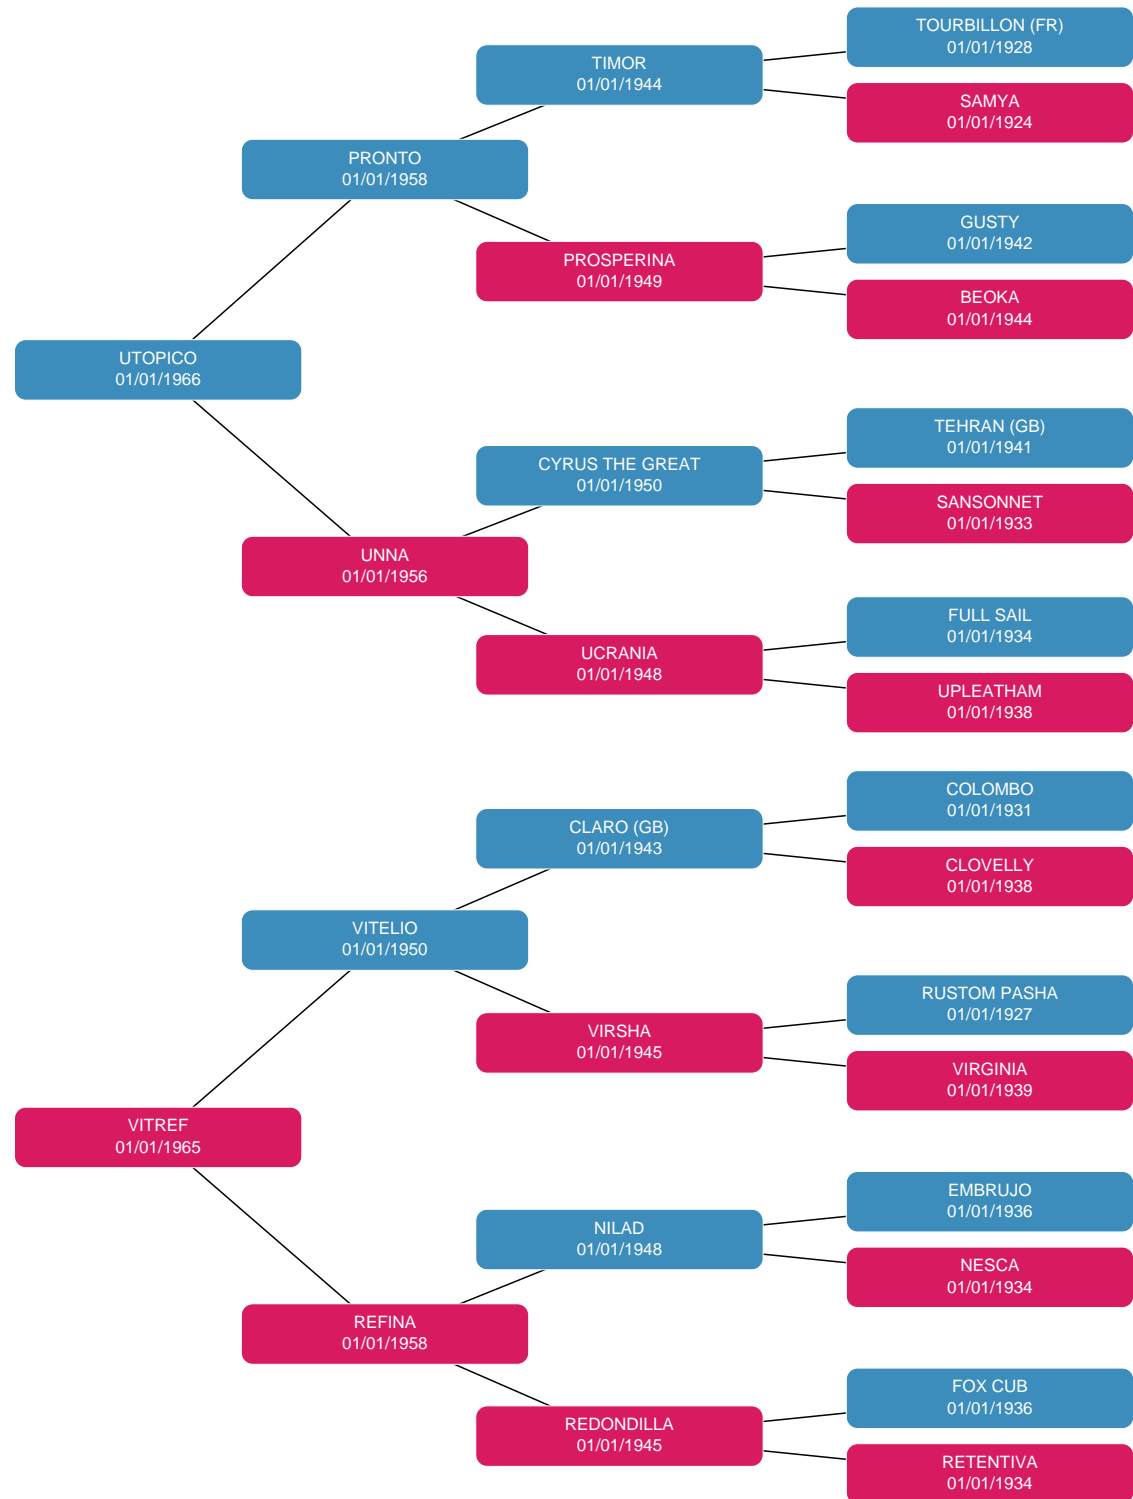 TOURBILLON (FR)
01/01/1928
TIMOR
01/01/1944
SAMYA
01/01/1924
PRONTO
01/01/1958
GUSTY
01/01/1942
PROSPERINA
01/01/1949
BEOKA
01/01/1944
UTOPICO
01/01/1966
TEHRAN (GB)
01/01/1941
CYRUS THE GREAT
01/01/1950
SANSONNET
01/01/1933
UNNA
01/01/1956
FULL SAIL
01/01/1934
UCRANIA
01/01/1948
UPLEATHAM
01/01/1938
COLOMBO
01/01/1931
CLARO (GB)
01/01/1943
CLOVELLY
01/01/1938
VITELIO
01/01/1950
RUSTOM PASHA
01/01/1927
VIRSHA
01/01/1945
VIRGINIA
01/01/1939
VITREF
01/01/1965
EMBRUJO
01/01/1936
NILAD
01/01/1948
NESCA
01/01/1934
REFINA
01/01/1958
FOX CUB
01/01/1936
REDONDILLA
01/01/1945
RETENTIVA
01/01/1934